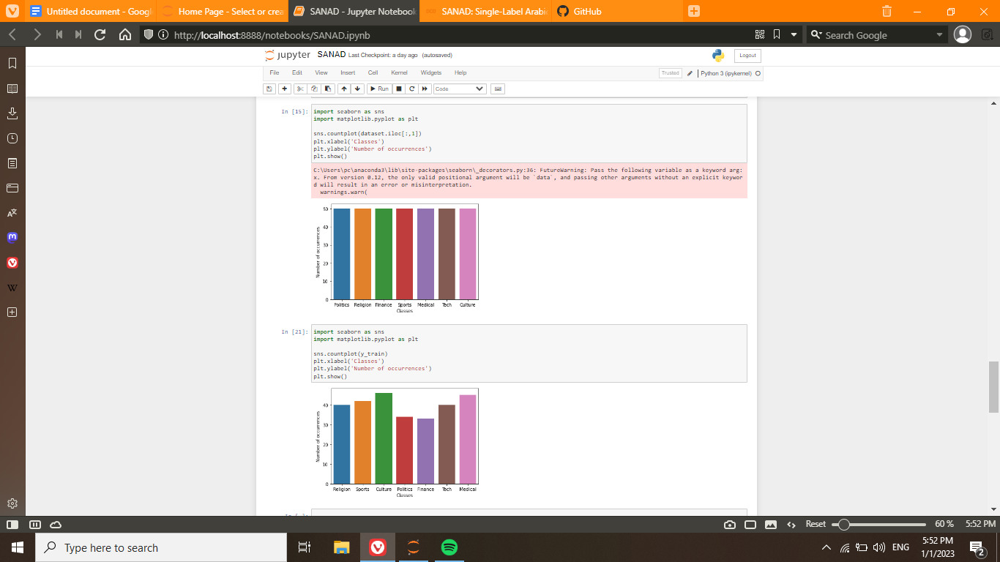 Untitled document - Googl
Home Page - Select or crea
SANAD - Jupyter Notebook
SANAD: Single-Label Arabic
GitHub
http://localhost:8888/notebooks/SANAD.ipynb
Search Google
jupyter SANAD Last Checkpoint: a day ago (autosaved)
Logout
File Edit View Insert Cell Kernel Widgets Help
Trusted
Python 3 (ipykernel)
Run
Code
In [15]:
import seaborn as sns
import matplotlib.pyplot as plt
sns.countplot(dataset.iloc[:,1])
plt.xlabel('Classes')
plt.ylabel('Number of occurrences')
plt.show()
C:\Users\pc\anaconda3\lib\site-packages\seaborn\_decorators.py:36: FutureWarning: Pass the following variable as a keyword arg:
x. From version 0.12, the only valid positional argument will be `data`, and passing other arguments without an explicit keywor
d will result in an error or misinterpretation.
warnings.warn(
50
40
30
20
10
0
Number of occurrences
Politics Religion Finance Sports Medical Tech Culture
Classes
In [21]:
import seaborn as sns
import matplotlib.pyplot as plt
sns.countplot(y_train)
plt.xlabel('Classes')
plt.ylabel('Number of occurrences')
plt.show()
40
30
20
10
0
Number of occurrences
Religion Sports Culture Politics Finance Tech Medical
Classes
Reset
60 %
5:52 PM
Type here to search
ENG
5:52 PM
1/1/2023
2